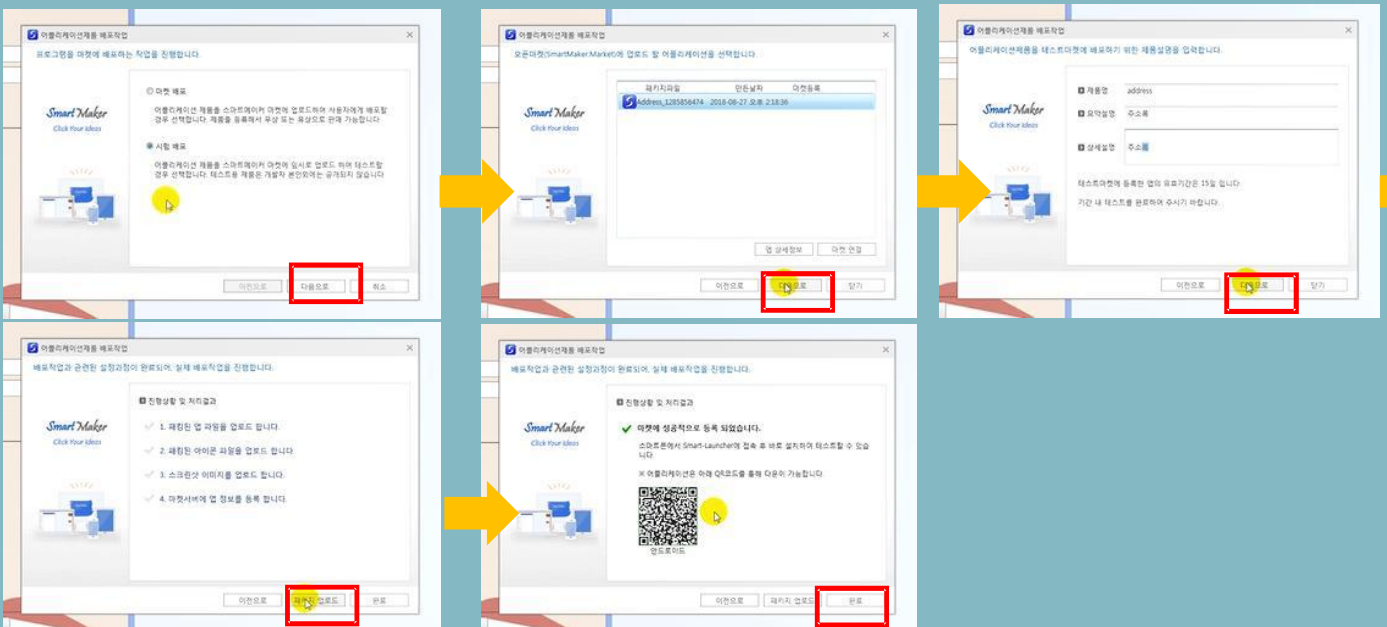 어플리케이션제품 배포작업
프로그램을 마켓에 배포하는 작업을 진행합니다.
Smart Maker
Click Your Ideas
마켓 배포
어플리케이션 제품을 스마트메이커 마켓에 업로드하여 사용자에게 배포할
경우 선택합니다. 제품을 등록해서 무상 또는 유상으로 판매 가능합니다.
시험 배포
어플리케이션 제품을 스마트메이커 마켓에 임시로 업로드 하여 테스트할
경우 선택합니다. 테스트용 제품은 개발자 본인외에는 공개되지 않습니다
이전으로 다음으로 취소
어플리케이션제품 배포작업
오픈마켓(SmartMaker.Market)에 업로드 할 어플리케이션을 선택합니다.
Smart Maker
Click Your Ideas
패키지파일 만든날짜 마켓등록
Address_1285856474 2018-08-27 오후 2:18:36
앱 상세정보 마켓 연결
이전으로 다음으로 닫기
어플리케이션제품 배포작업
어플리케이션제품을 테스트마켓에 배포하기 위한 제품설명을 입력합니다.
Smart Maker
Click Your Ideas
제품명 address
요약설명 주소록
상세설명 주소록
테스트마켓에 등록한 앱의 유효기간은 15일 입니다.
기간 내 테스트를 완료하여 주시기 바랍니다.
이전으로 다음으로 닫기
어플리케이션제품 배포작업
배포작업과 관련된 설정과정이 완료되어, 실제 배포작업을 진행합니다.
Smart Maker
Click Your Ideas
진행상황 및 처리결과
1. 패킹된 앱 파일을 업로드 합니다.
2. 패킹된 아이콘 파일을 업로드 합니다
3. 스크린샷 이미지를 업로드 합니다.
4. 마켓서버에 앱 정보를 등록 합니다.
이전으로 패키지 업로드 완료
어플리케이션제품 배포작업
배포작업과 관련된 설정과정이 완료되어, 실제 배포작업을 진행합니다.
Smart Maker
Click Your Ideas
진행상황 및 처리결과
마켓에 성공적으로 등록 되었습니다.
스마트폰에서 Smart-Launcher에 접속 후 바로 설치하여 테스트할 수 있습
니다.
※ 어플리케이션은 아래 QR코드를 통해 다운이 가능합니다.
안드로이드
이전으로 패키지 업로드 완료